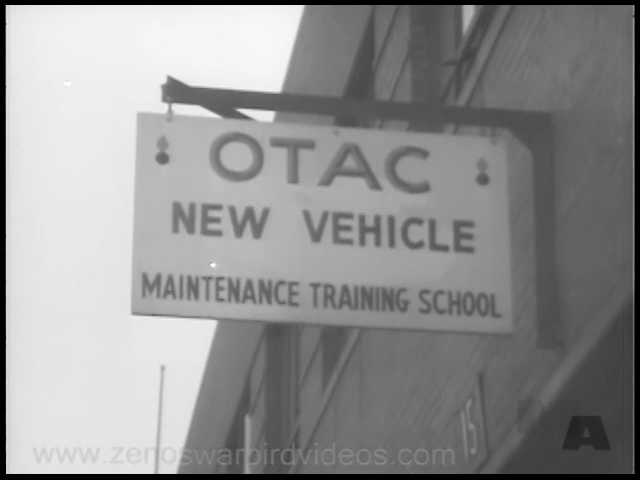 OTAC
NEW VEHICLE
MAINTENANCE TRAINING SCHOOL
15
www.zenoswarbirdvideos.com
A